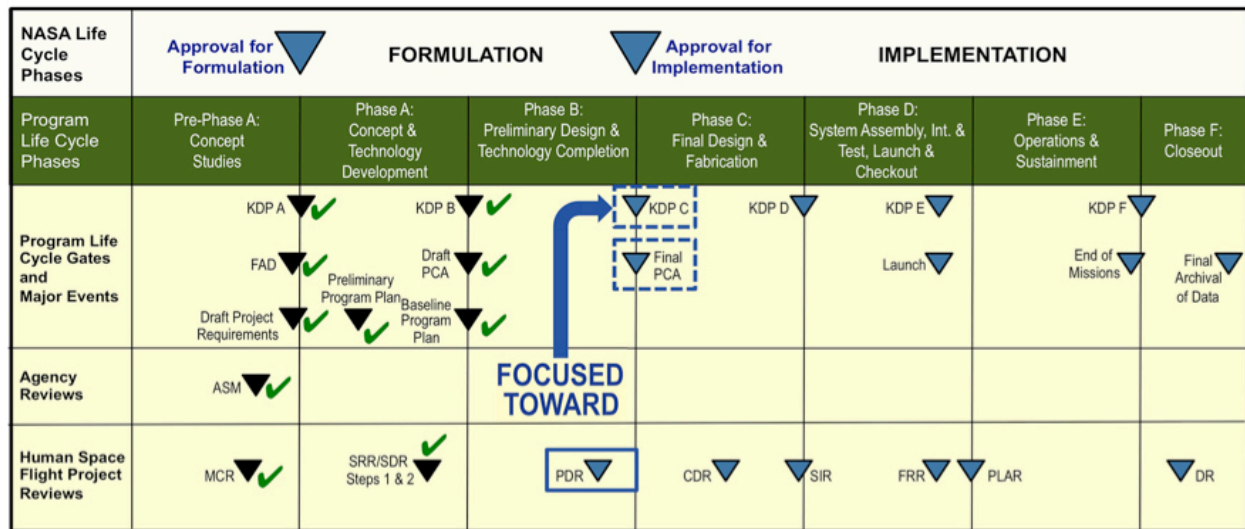 NASA Life
Cycle
Phases
Approval for
Formulation
FORMULATION
Approval for
Implementation
IMPLEMENTATION
Program
Life Cycle
Phases
Pre-Phase A:
Concept
Studies
Phase A:
Concept &
Technology
Development
Phase B:
Preliminary Design &
Technology Completion
Phase C:
Final Design &
Fabrication
Phase D:
System Assembly, Int. &
Test, Launch &
Checkout
Phase E:
Operations &
Sustainment
Phase F:
Closeout
Program Life
Cycle Gates
and
Major Events
KDP A
KDP B
KDP C
KDP D
KDP E
KDP F
FAD
Draft
PCA
Final
PCA
Launch
End of
Missions
Final
Archival
of Data
Draft Project
Requirements
Preliminary
Program Plan
Baseline
Program
Plan
Agency
Reviews
ASM
FOCUSED
TOWARD
Human Space
Flight Project
Reviews
MCR
SRR/SDR
Steps 1 & 2
PDR
CDR
SIR
FRR
PLAR
DR